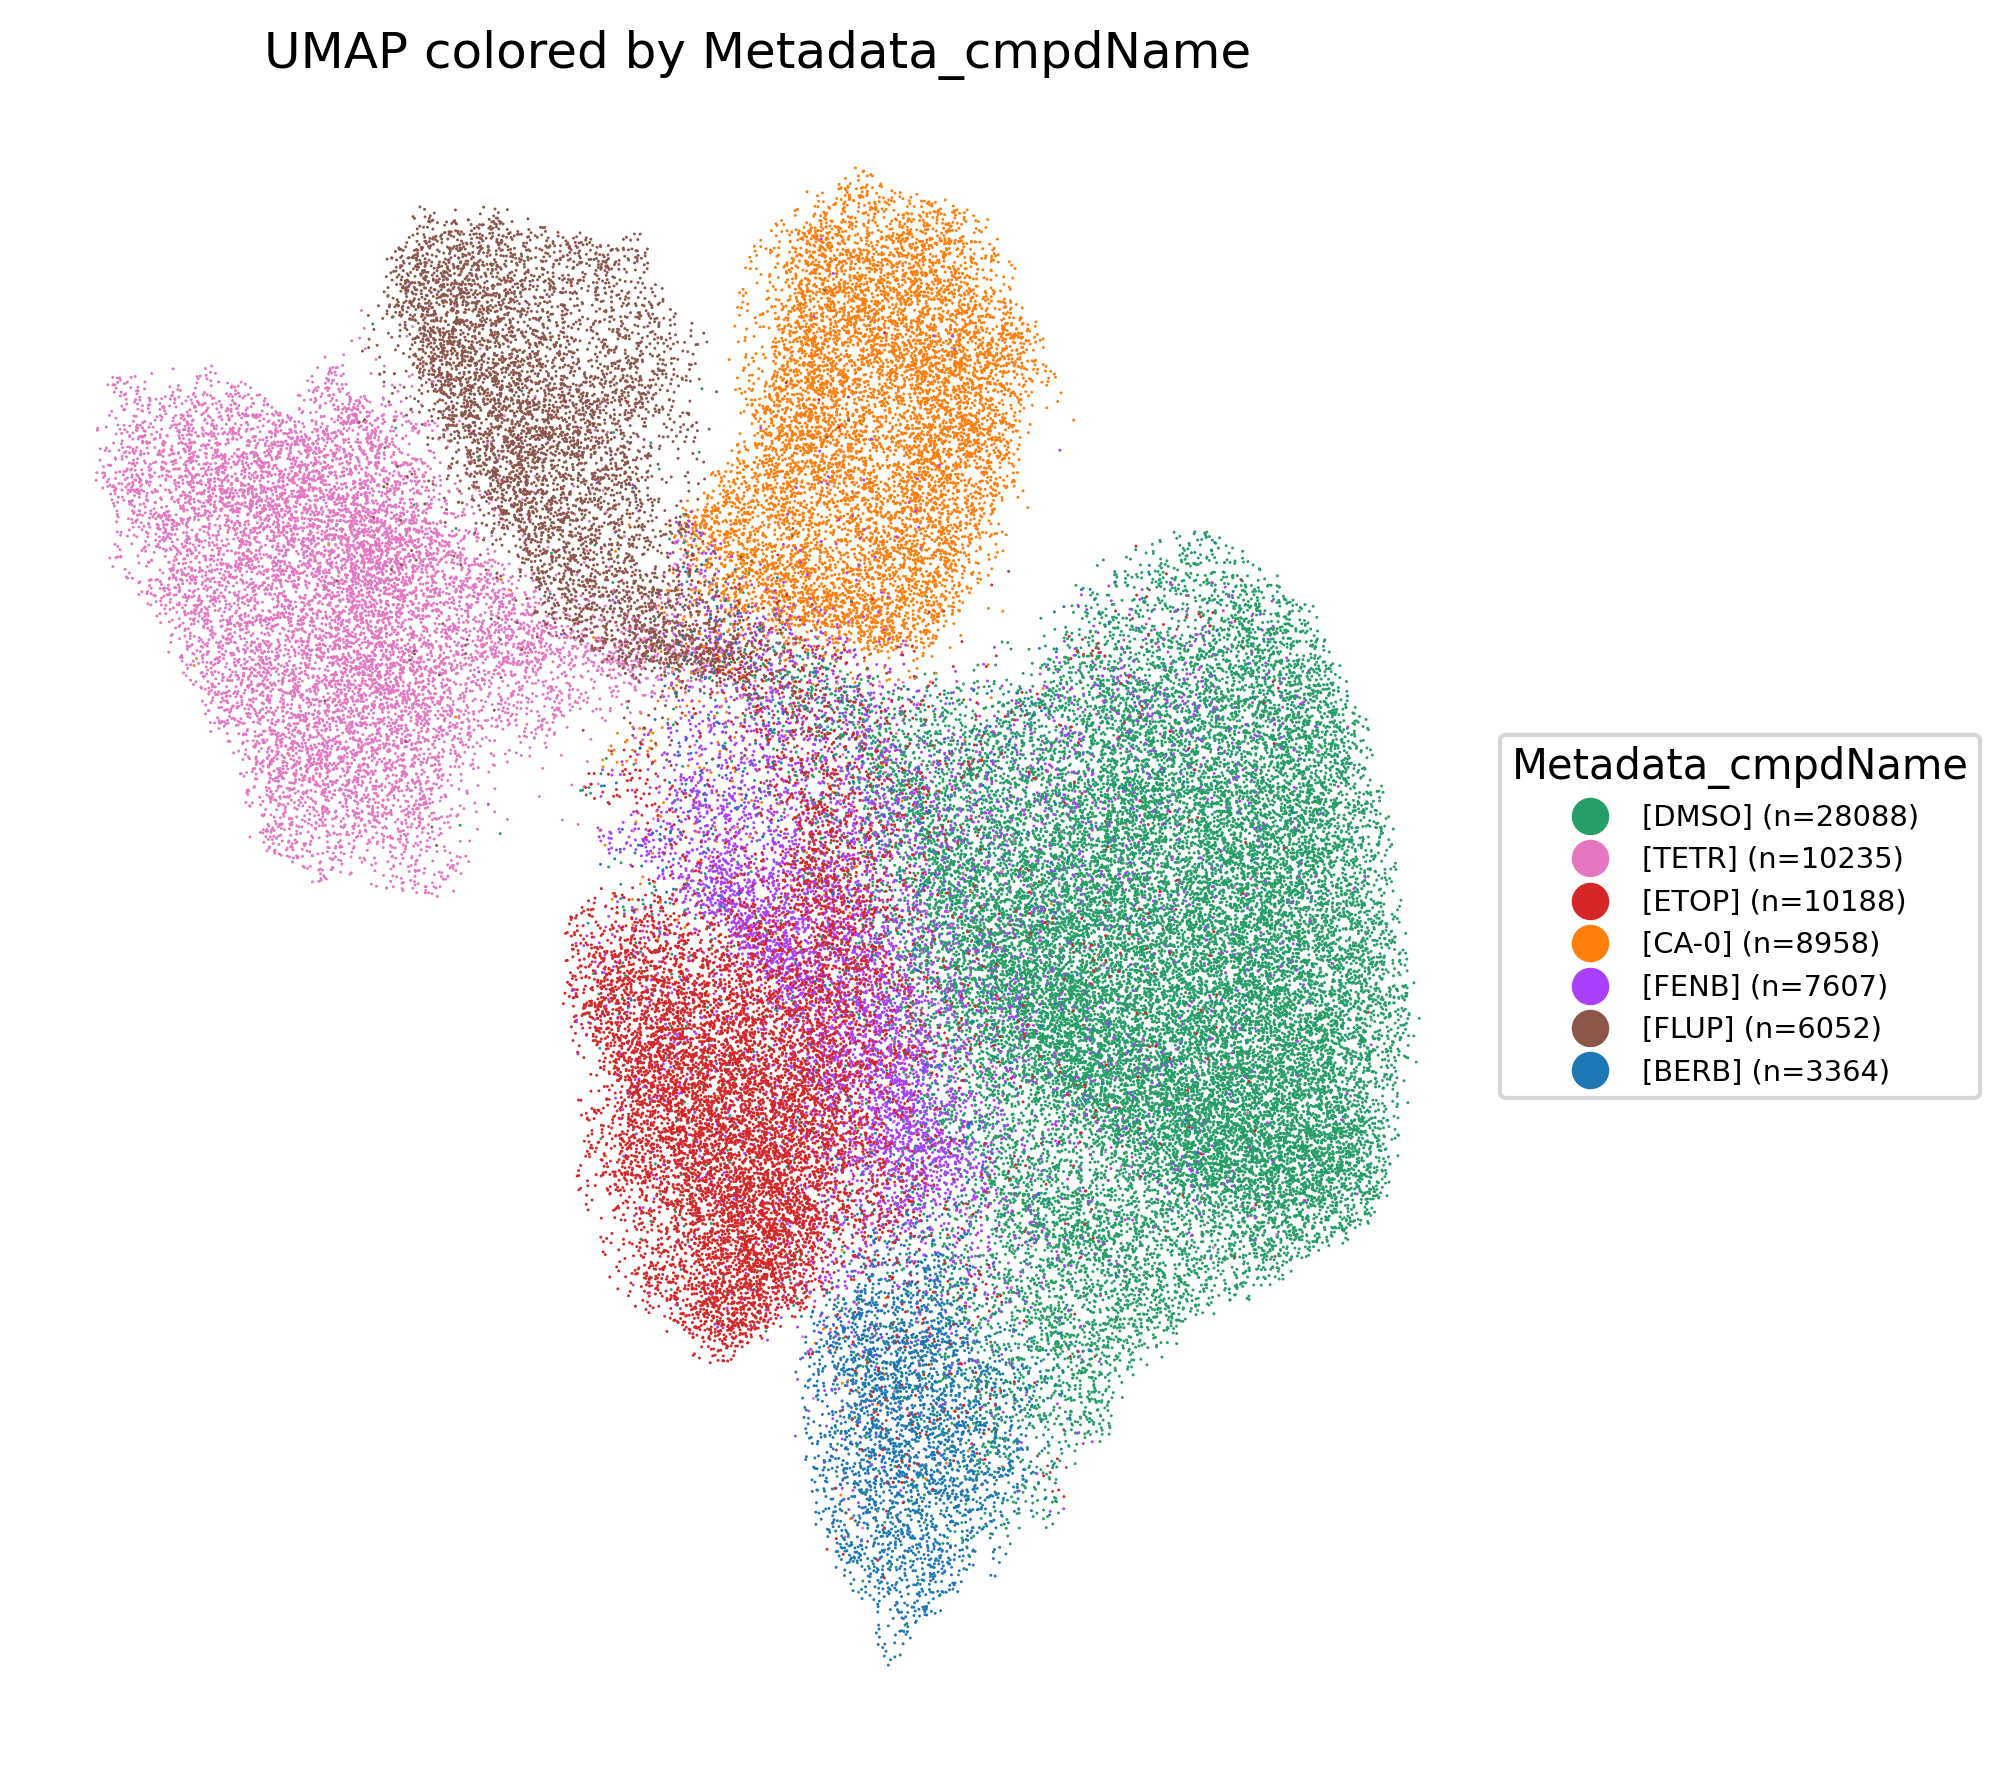 UMAP colored by Metadata_cmpdName
Metadata_cmpdName
[DMSO] (n=28088)
[TETR] (n=10235)
[ETOP] (n=10188)
[CA-0] (n=8958)
[FENB] (n=7607)
[FLUP] (n=6052)
[BERB] (n=3364)